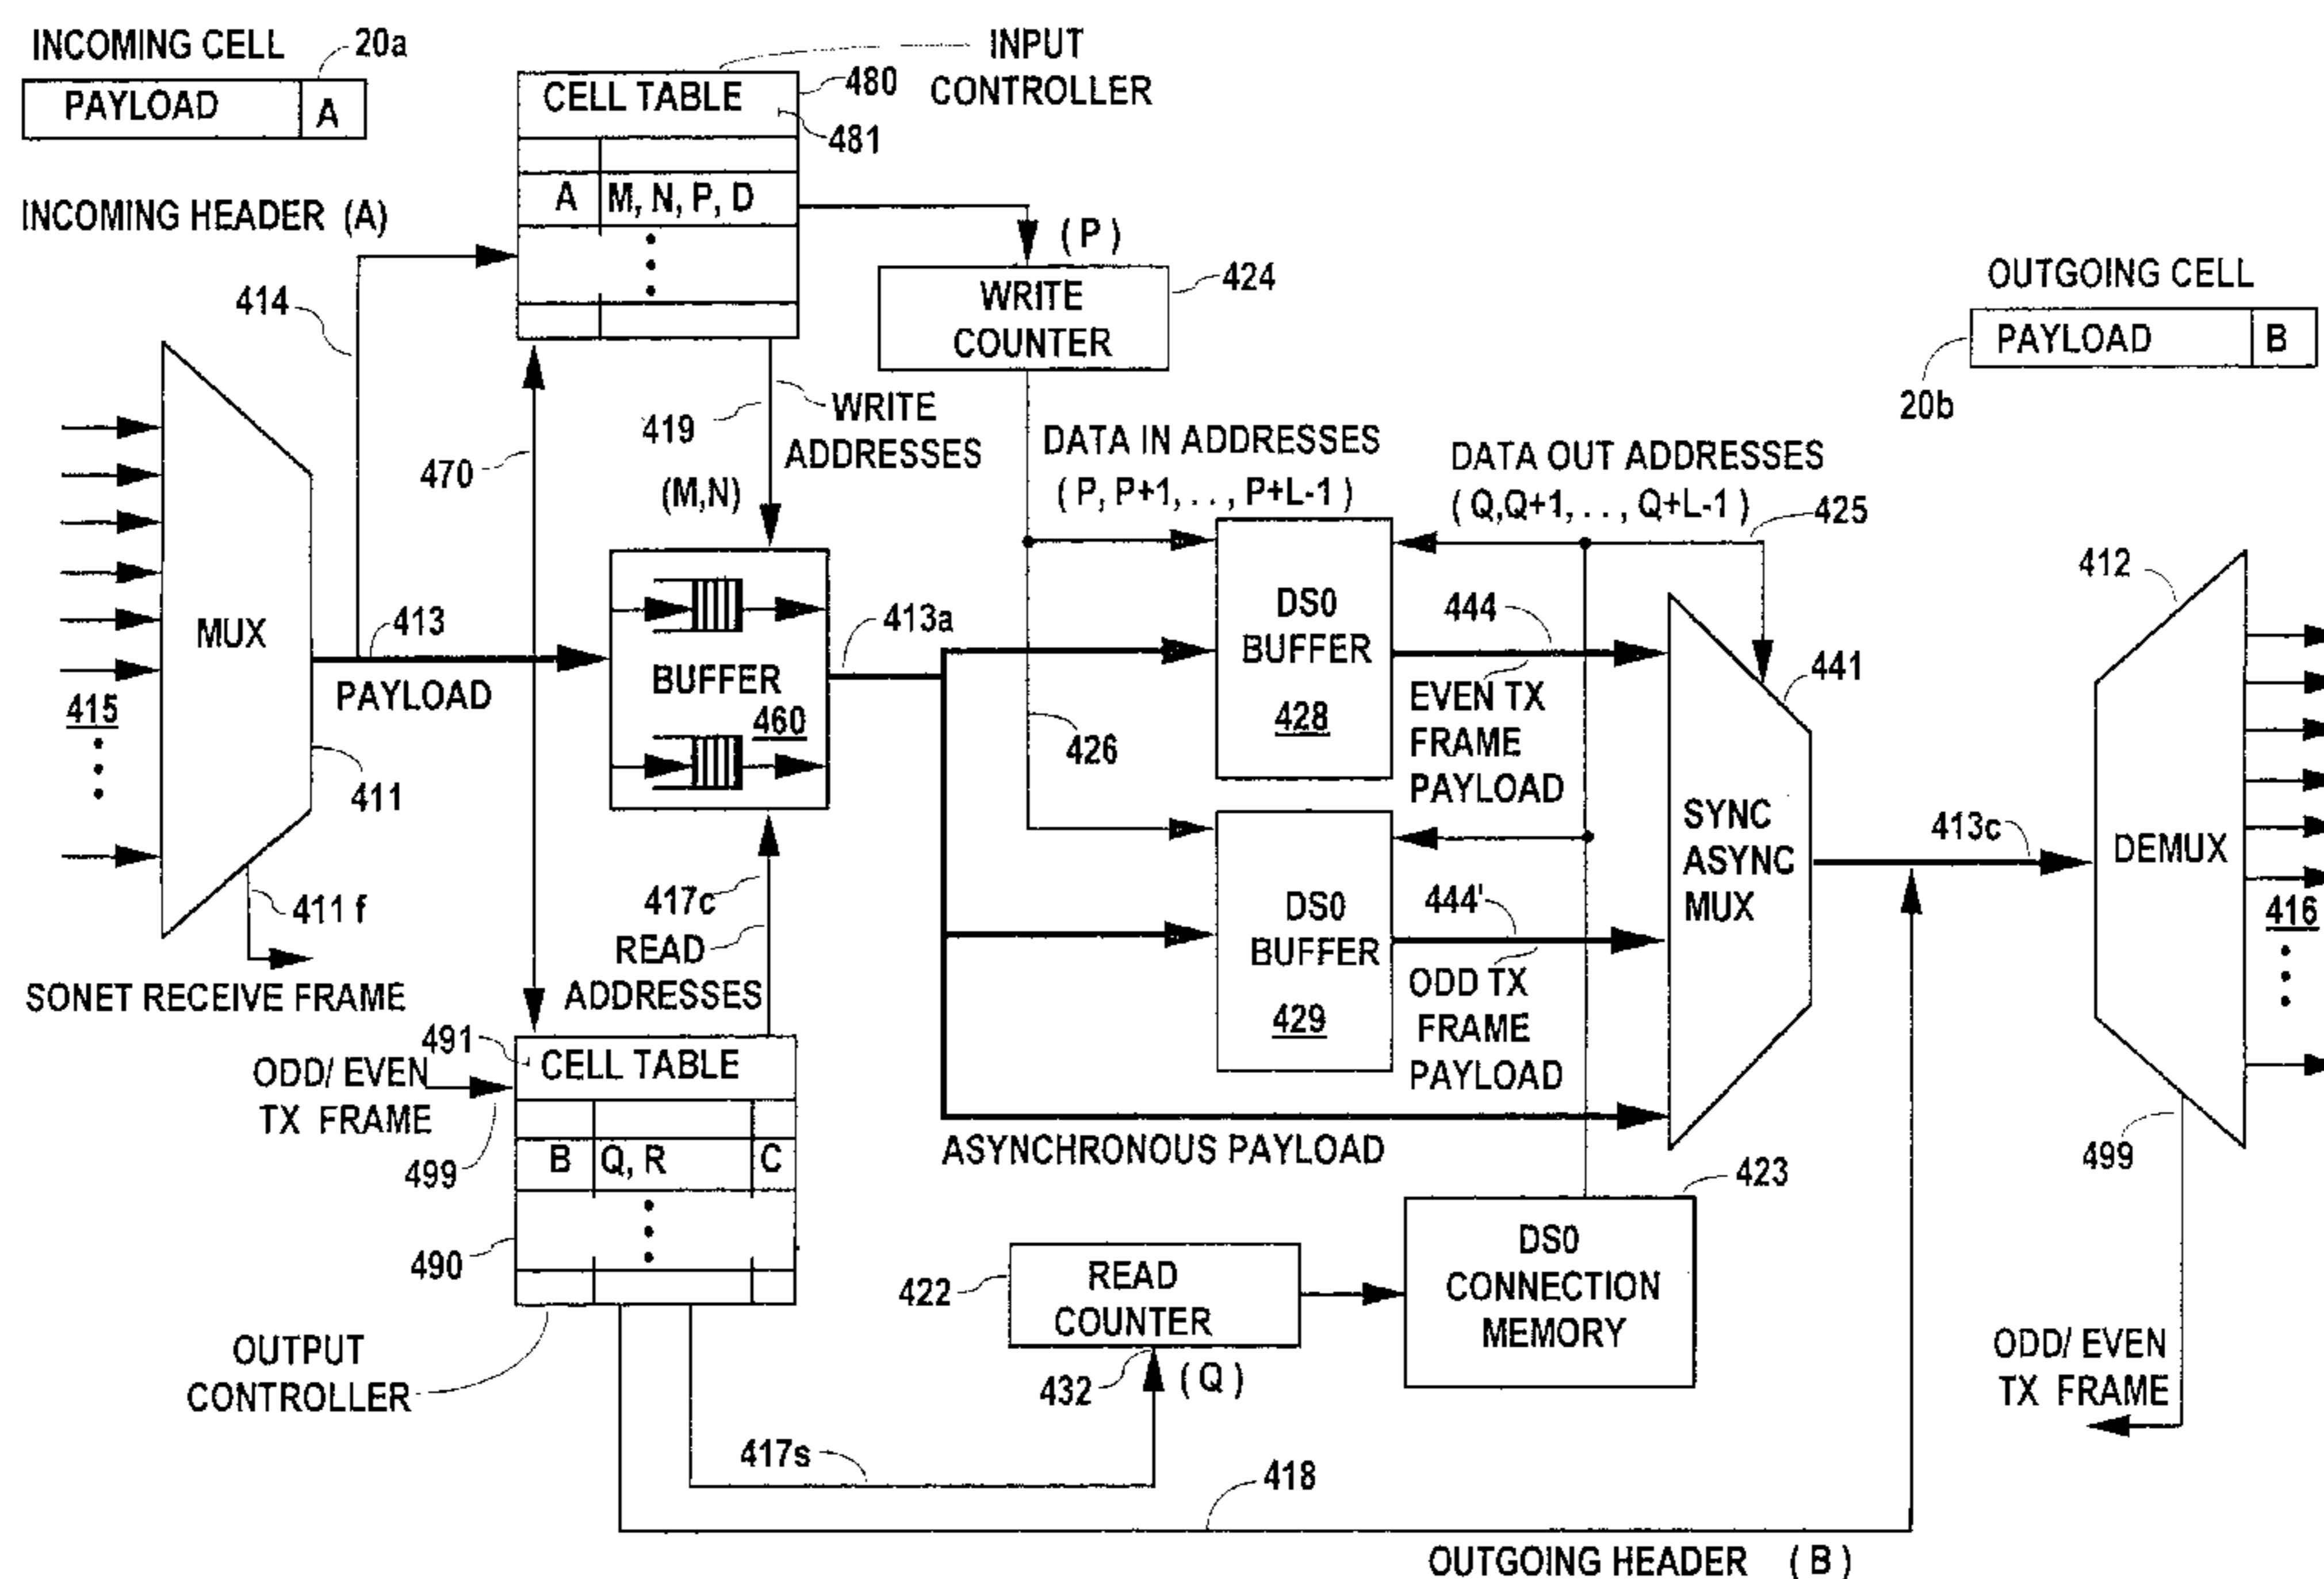 INCOMING CELL
20a
PAYLOAD
A
INPUT
CONTROLLER
CELL TABLE
480
481
A
M, N, P, D
INCOMING HEADER (A)
414
(P)
WRITE
COUNTER
424
OUTGOING CELL
PAYLOAD
B
20b
419
WRITE
ADDRESSES
(M,N)
470
DATA IN ADDRESSES
( P, P+1, . . , P+L-1 )
DATA OUT ADDRESSES
( Q,Q+1, . . , Q+L-1 )
425
MUX
413
PAYLOAD
415
411
411 f
SONET RECEIVE FRAME
BUFFER
460
413a
426
DS0
BUFFER
428
444
EVEN TX
FRAME
PAYLOAD
441
412
417c
READ
ADDRESSES
DS0
BUFFER
429
444'
ODD TX
FRAME
PAYLOAD
SYNC
ASYNC
MUX
413c
DEMUX
416
491
CELL TABLE
ODD/ EVEN
TX FRAME
499
B
Q, R
C
490
ASYNCHRONOUS PAYLOAD
423
499
OUTPUT
CONTROLLER
422
READ
COUNTER
432
(Q)
DS0
CONNECTION
MEMORY
ODD/ EVEN
TX FRAME
417s
418
OUTGOING HEADER (B)